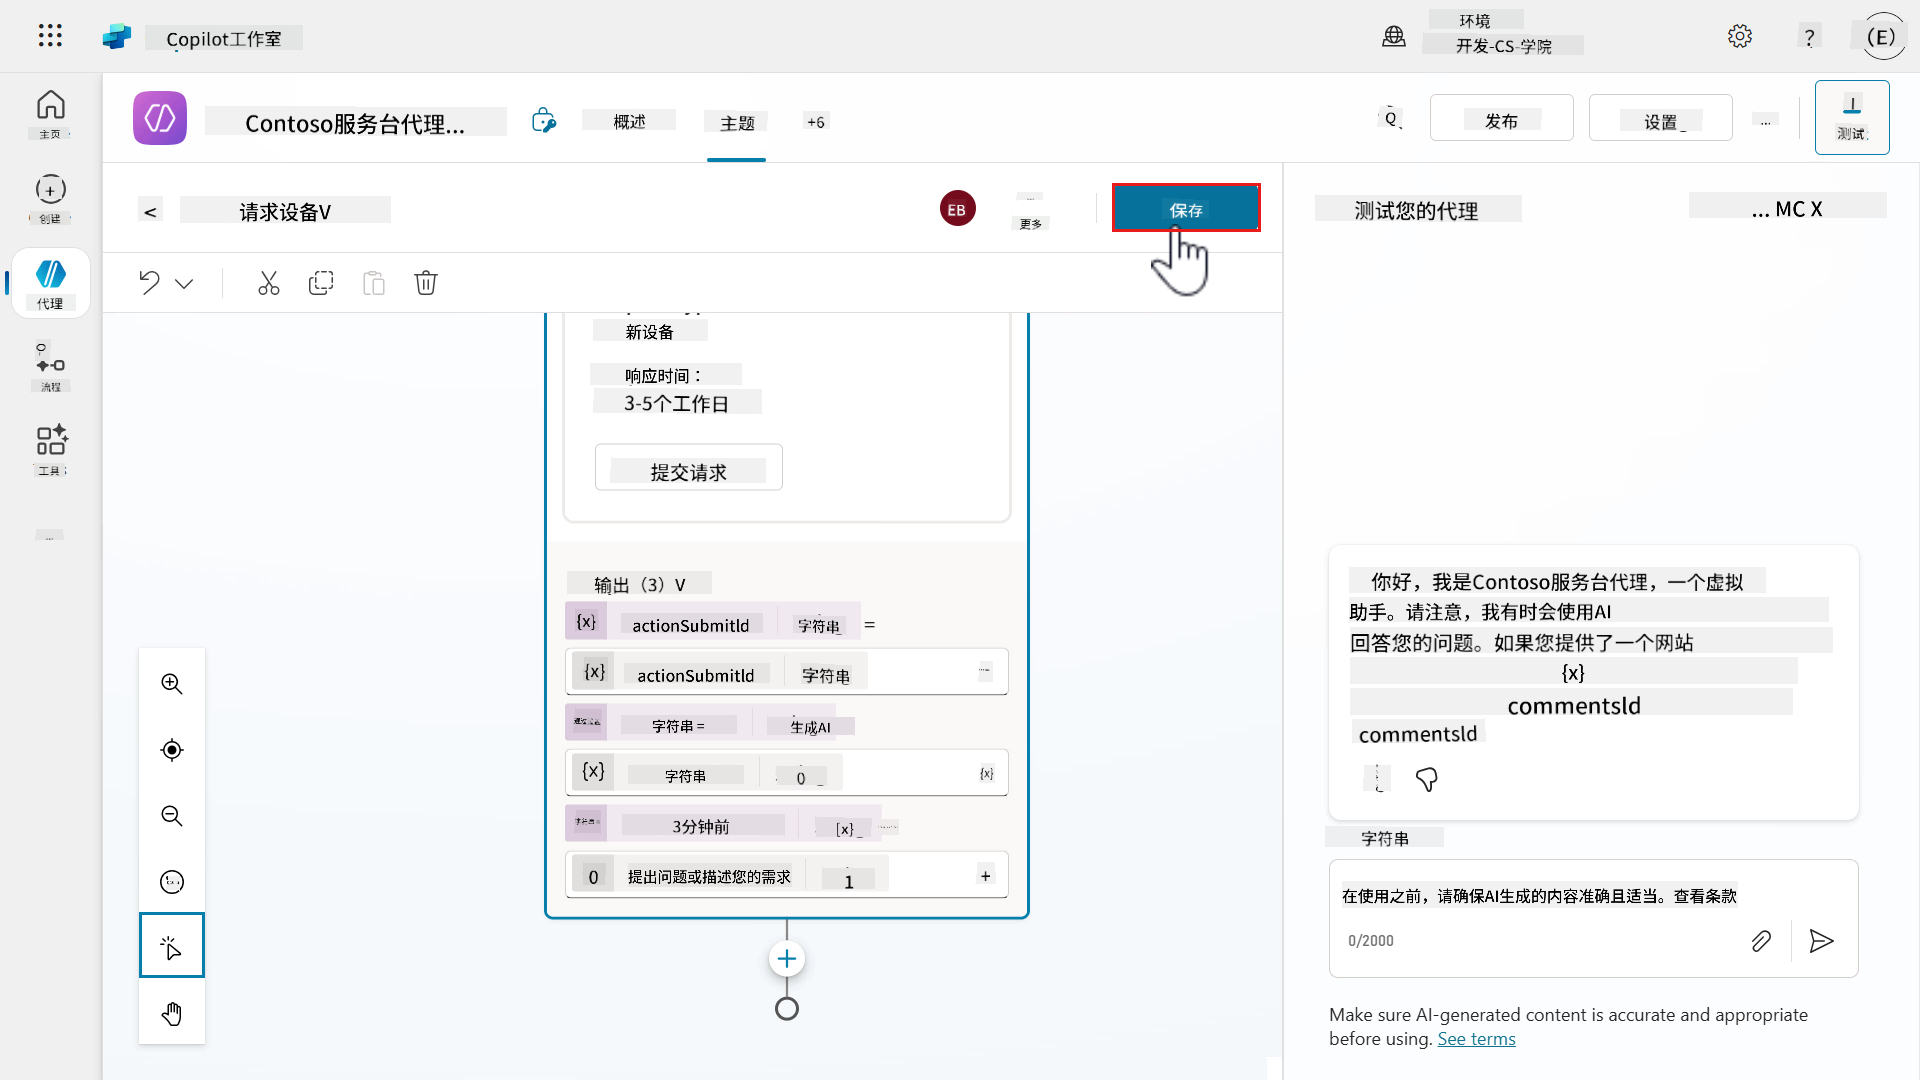 Copilot工作室
环境
开发-CS-学院
?
(E)
主页
创建
代理
流程
工具
Contoso服务台代理...
概述
主题
+6
发布
设置
...
测试
<
请求设备V
EB
更多
保存
测试您的代理
... MC X
新设备
响应时间：
3-5个工作日
提交请求
输出（3）V
{x} actionSubmitld 字符串 =
{x} actionSubmitld 字符串
字符串 = 生成AI
{x} 字符串 0 {x}
3分钟前 [x]
0 提出问题或描述您的需求 1 +
你好，我是Contoso服务台代理，一个虚拟
助手。请注意，我有时会使用AI
回答您的问题。如果您提供了一个网站
{x}
commentsld
commentsld
字符串
在使用之前，请确保AI生成的内容准确且适当。查看条款
0/2000
Make sure AI-generated content is accurate and appropriate
before using. See terms